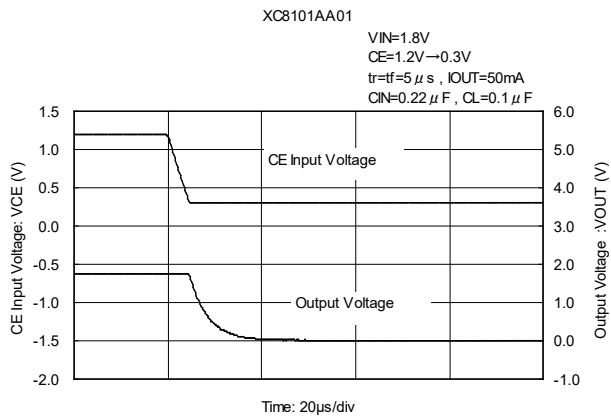 XC8101AA01
VIN=1.8V
CE=1.2V→0.3V
tr=tf=5μs , IOUT=50mA
CIN=0.22μF , CL=0.1μF
CE Input Voltage: VCE (V)
1.5
1.0
0.5
0.0
-0.5
-1.0
-1.5
-2.0
CE Input Voltage
Output Voltage
6.0
5.0
4.0
3.0
2.0
1.0
0.0
-1.0
Output Voltage :VOUT (V)
Time: 20μs/div